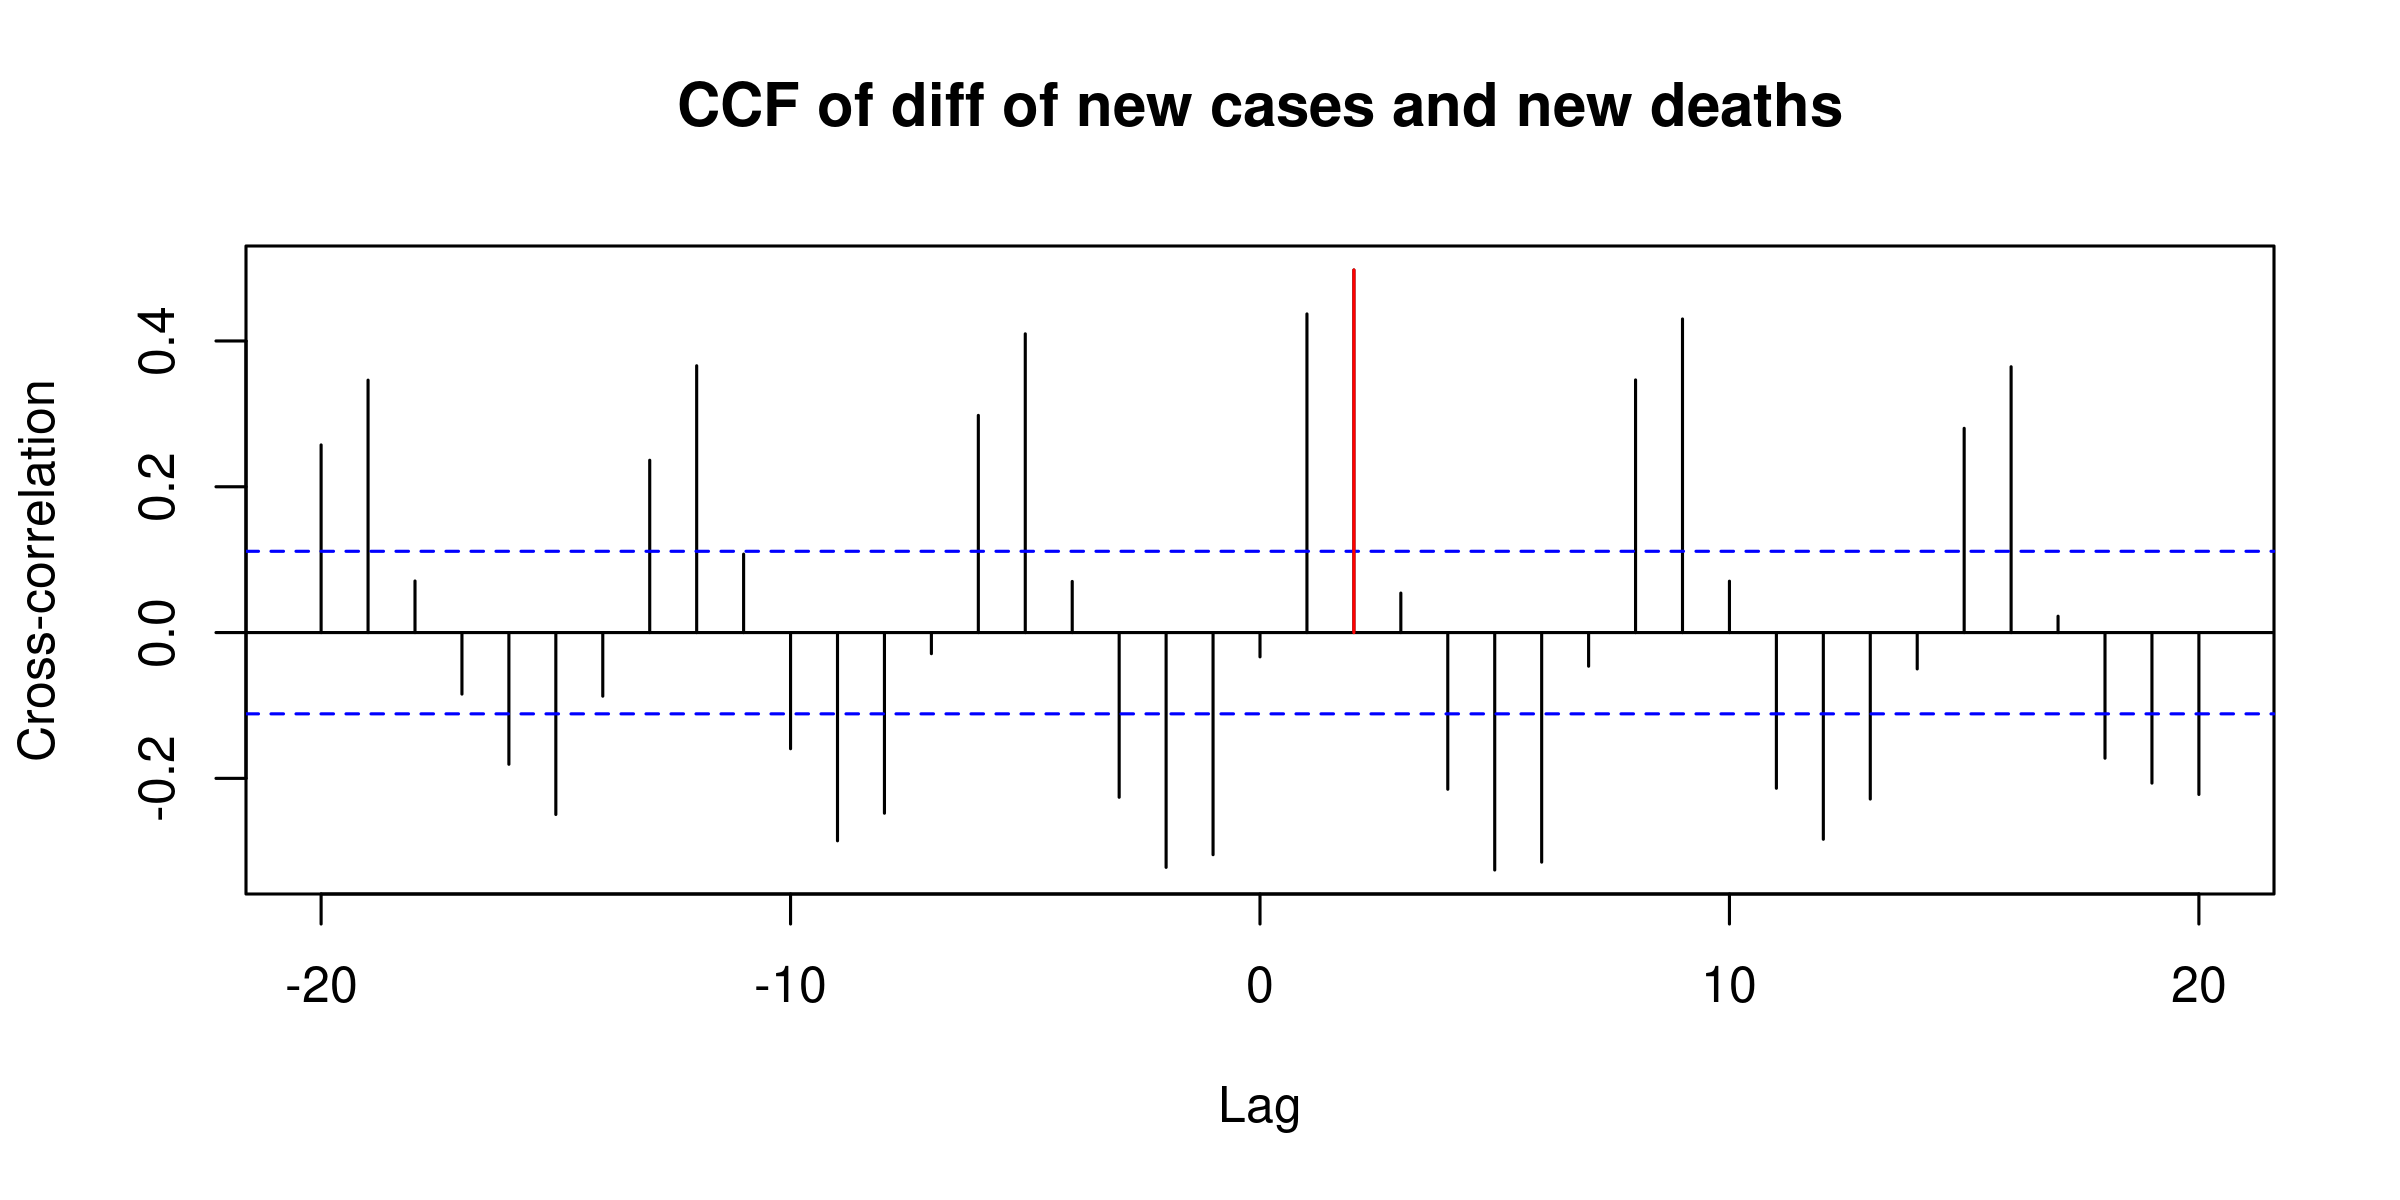 CCF of diff of new cases and new deaths
Cross-correlation
0.4
0.2
0.0
-0.2
-20 -10 0 10 20
Lag